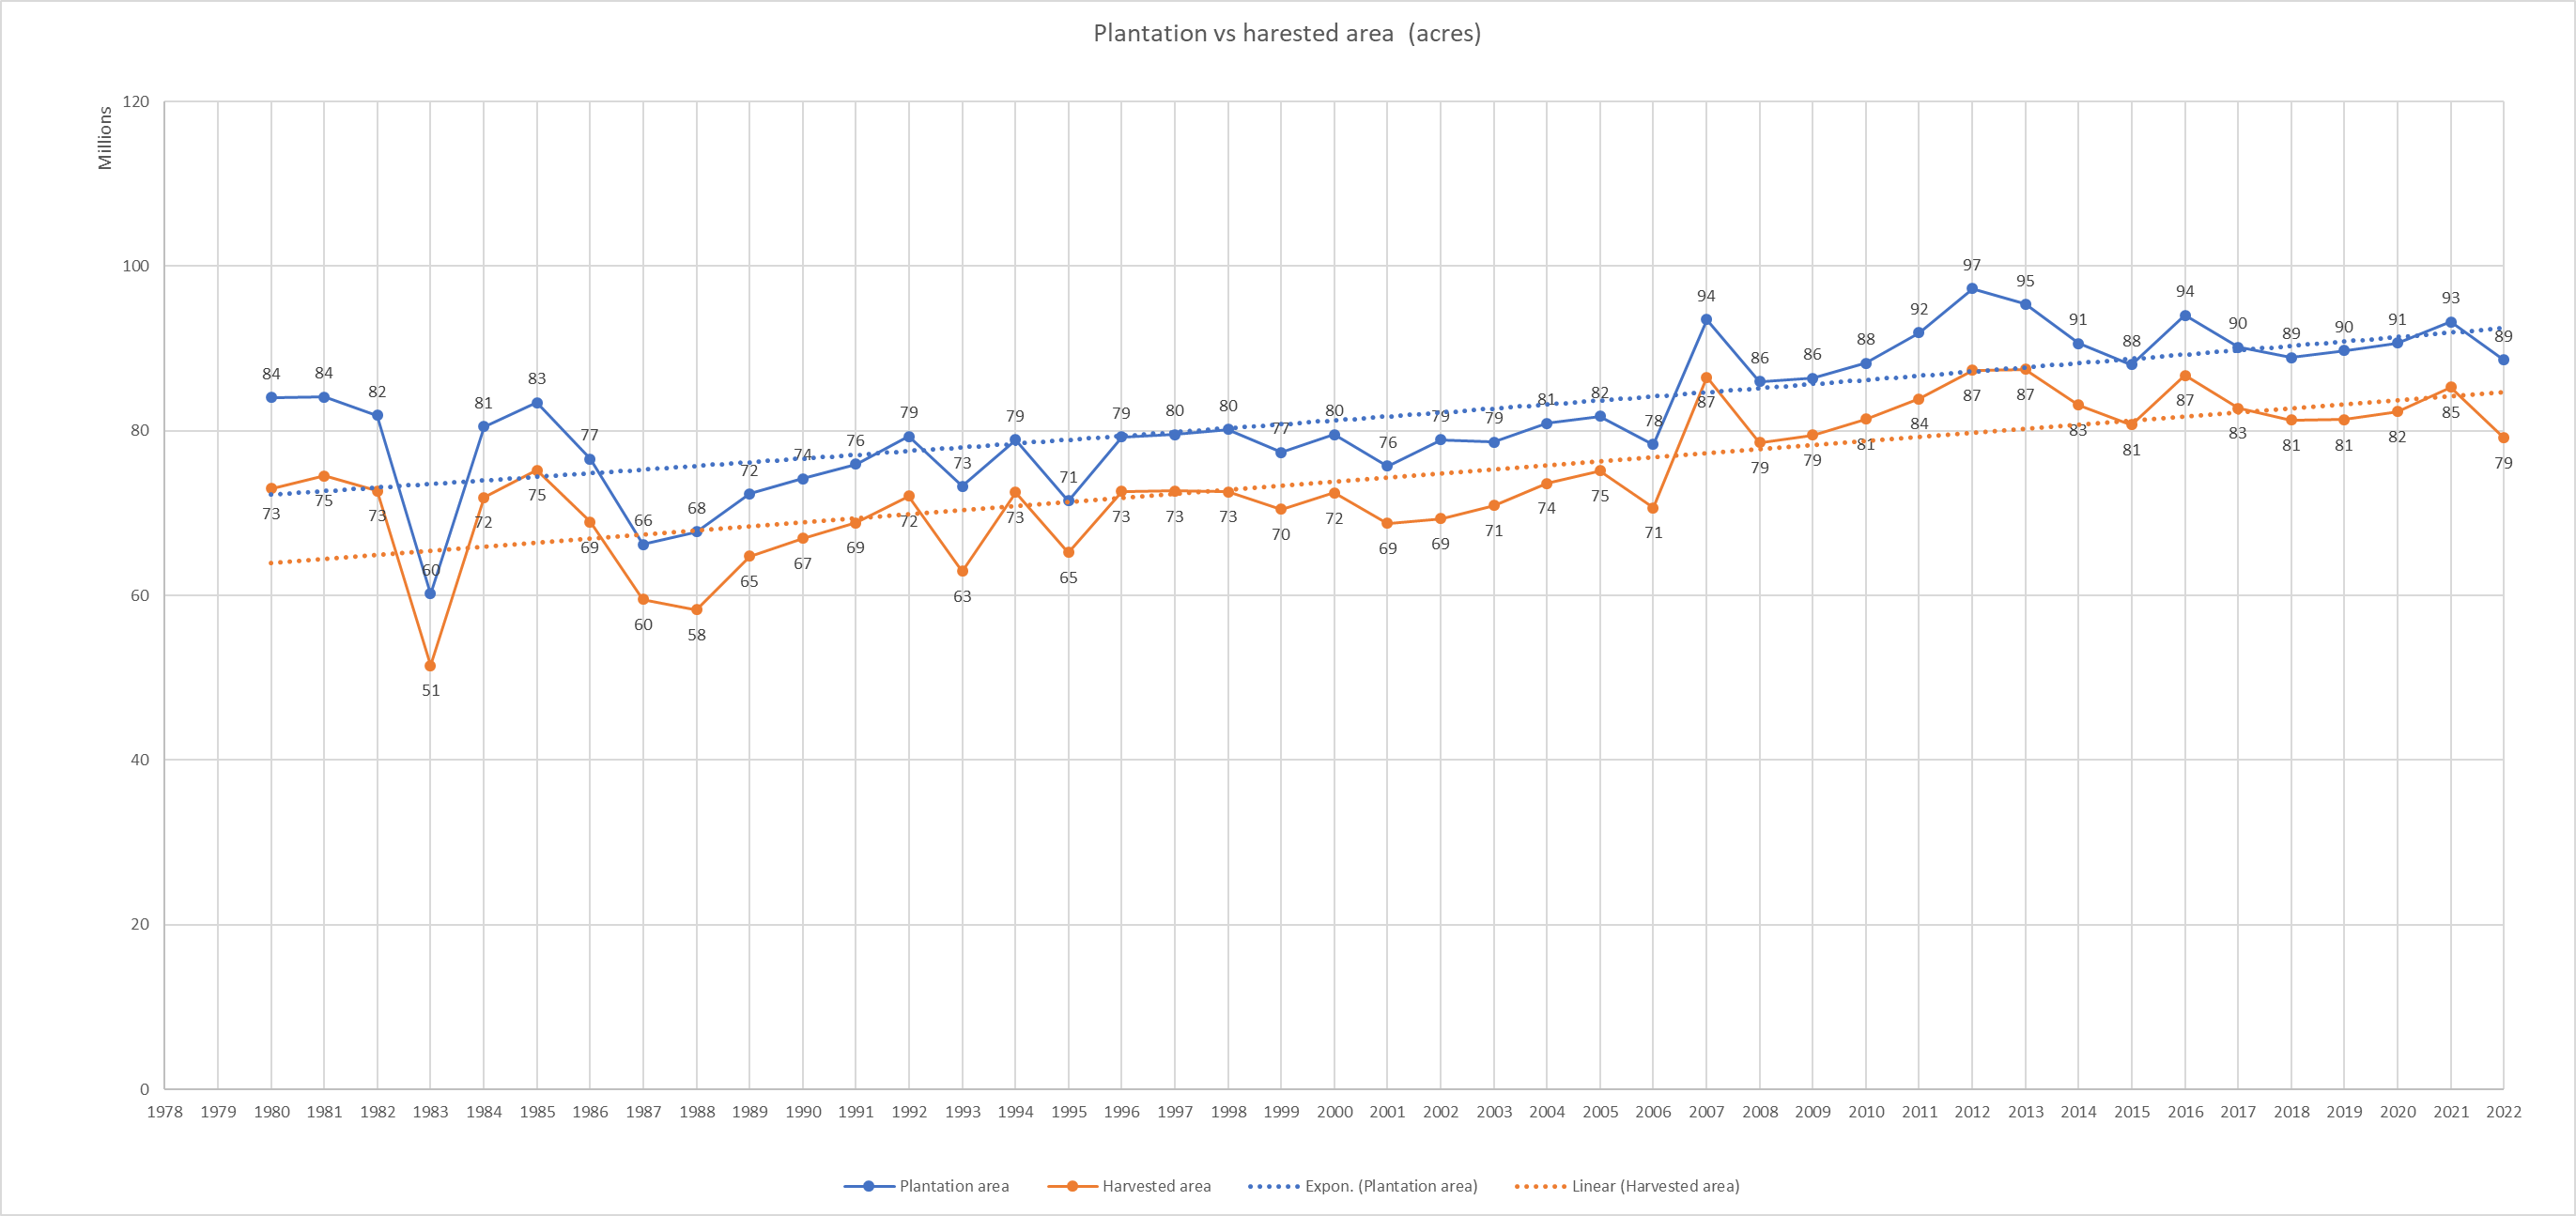 Plantation vs harested area  (acres)
Millions
120
100
80
60
40
20
0
84 84 82 60 81 83 77 66 68 72 74 76 79 73 79 71 79 80 80 77 80 76 79 79 81 82 78 94 86 86 88 92 97 95 91 88 94 90 89 90 91 93 89
73 75 73 51 72 75 69 60 58 65 67 69 72 63 73 65 73 73 73 70 72 69 69 71 74 75 71 87 79 79 81 84 87 87 83 81 87 83 81 81 82 85 79
1978 1979 1980 1981 1982 1983 1984 1985 1986 1987 1988 1989 1990 1991 1992 1993 1994 1995 1996 1997 1998 1999 2000 2001 2002 2003 2004 2005 2006 2007 2008 2009 2010 2011 2012 2013 2014 2015 2016 2017 2018 2019 2020 2021 2022
Plantation area Harvested area Expon. (Plantation area) Linear (Harvested area)